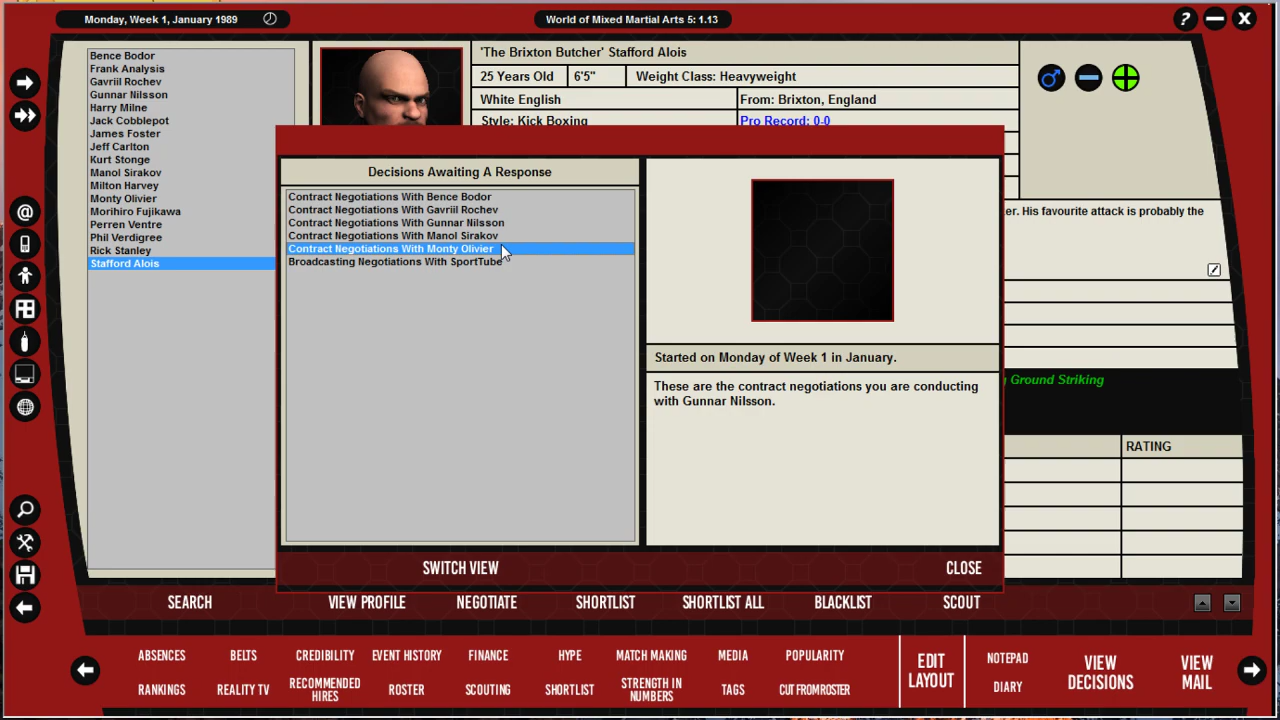 Monday, Week 1, January 1989
World of Mixed Martial Arts 5: 1.13
?
Bence Bodor
Frank Analysis
Gavriil Rochev
Gunnar Nilsson
Harry Milne
Jack Cobblepot
James Foster
Jeff Carlton
Kurt Stonge
Manol Sirakov
Milton Harvey
Monty Olivier
Morihiro Fujikawa
Perren Ventre
Phil Verdigree
Rick Stanley
Stafford Alois
'The Brixton Butcher' Stafford Alois
25 Years Old
6'5"
Weight Class: Heavyweight
White English
From: Brixton, England
Style: Kick Boxing
Pro Record: 0-0
His favourite attack is probably the
Ground Striking
RATING
Decisions Awaiting A Response
Contract Negotiations With Bence Bodor
Contract Negotiations With Gavriil Rochev
Contract Negotiations With Gunnar Nilsson
Contract Negotiations With Manol Sirakov
Contract Negotiations With Monty Olivier
Broadcasting Negotiations With SportTube
Started on Monday of Week 1 in January.
These are the contract negotiations you are conducting
with Gunnar Nilsson.
SWITCH VIEW
CLOSE
SEARCH
VIEW PROFILE
NEGOTIATE
SHORTLIST
SHORTLIST ALL
BLACKLIST
SCOUT
ABSENCES
BELTS
CREDIBILITY
EVENT HISTORY
FINANCE
HYPE
MATCH MAKING
MEDIA
POPULARITY
RANKINGS
REALITY TV
RECOMMENDED
HIRES
ROSTER
SCOUTING
SHORTLIST
STRENGTH IN
NUMBERS
TAGS
CUT FROM ROSTER
EDIT
LAYOUT
NOTEPAD
DIARY
VIEW
DECISIONS
VIEW
MAIL